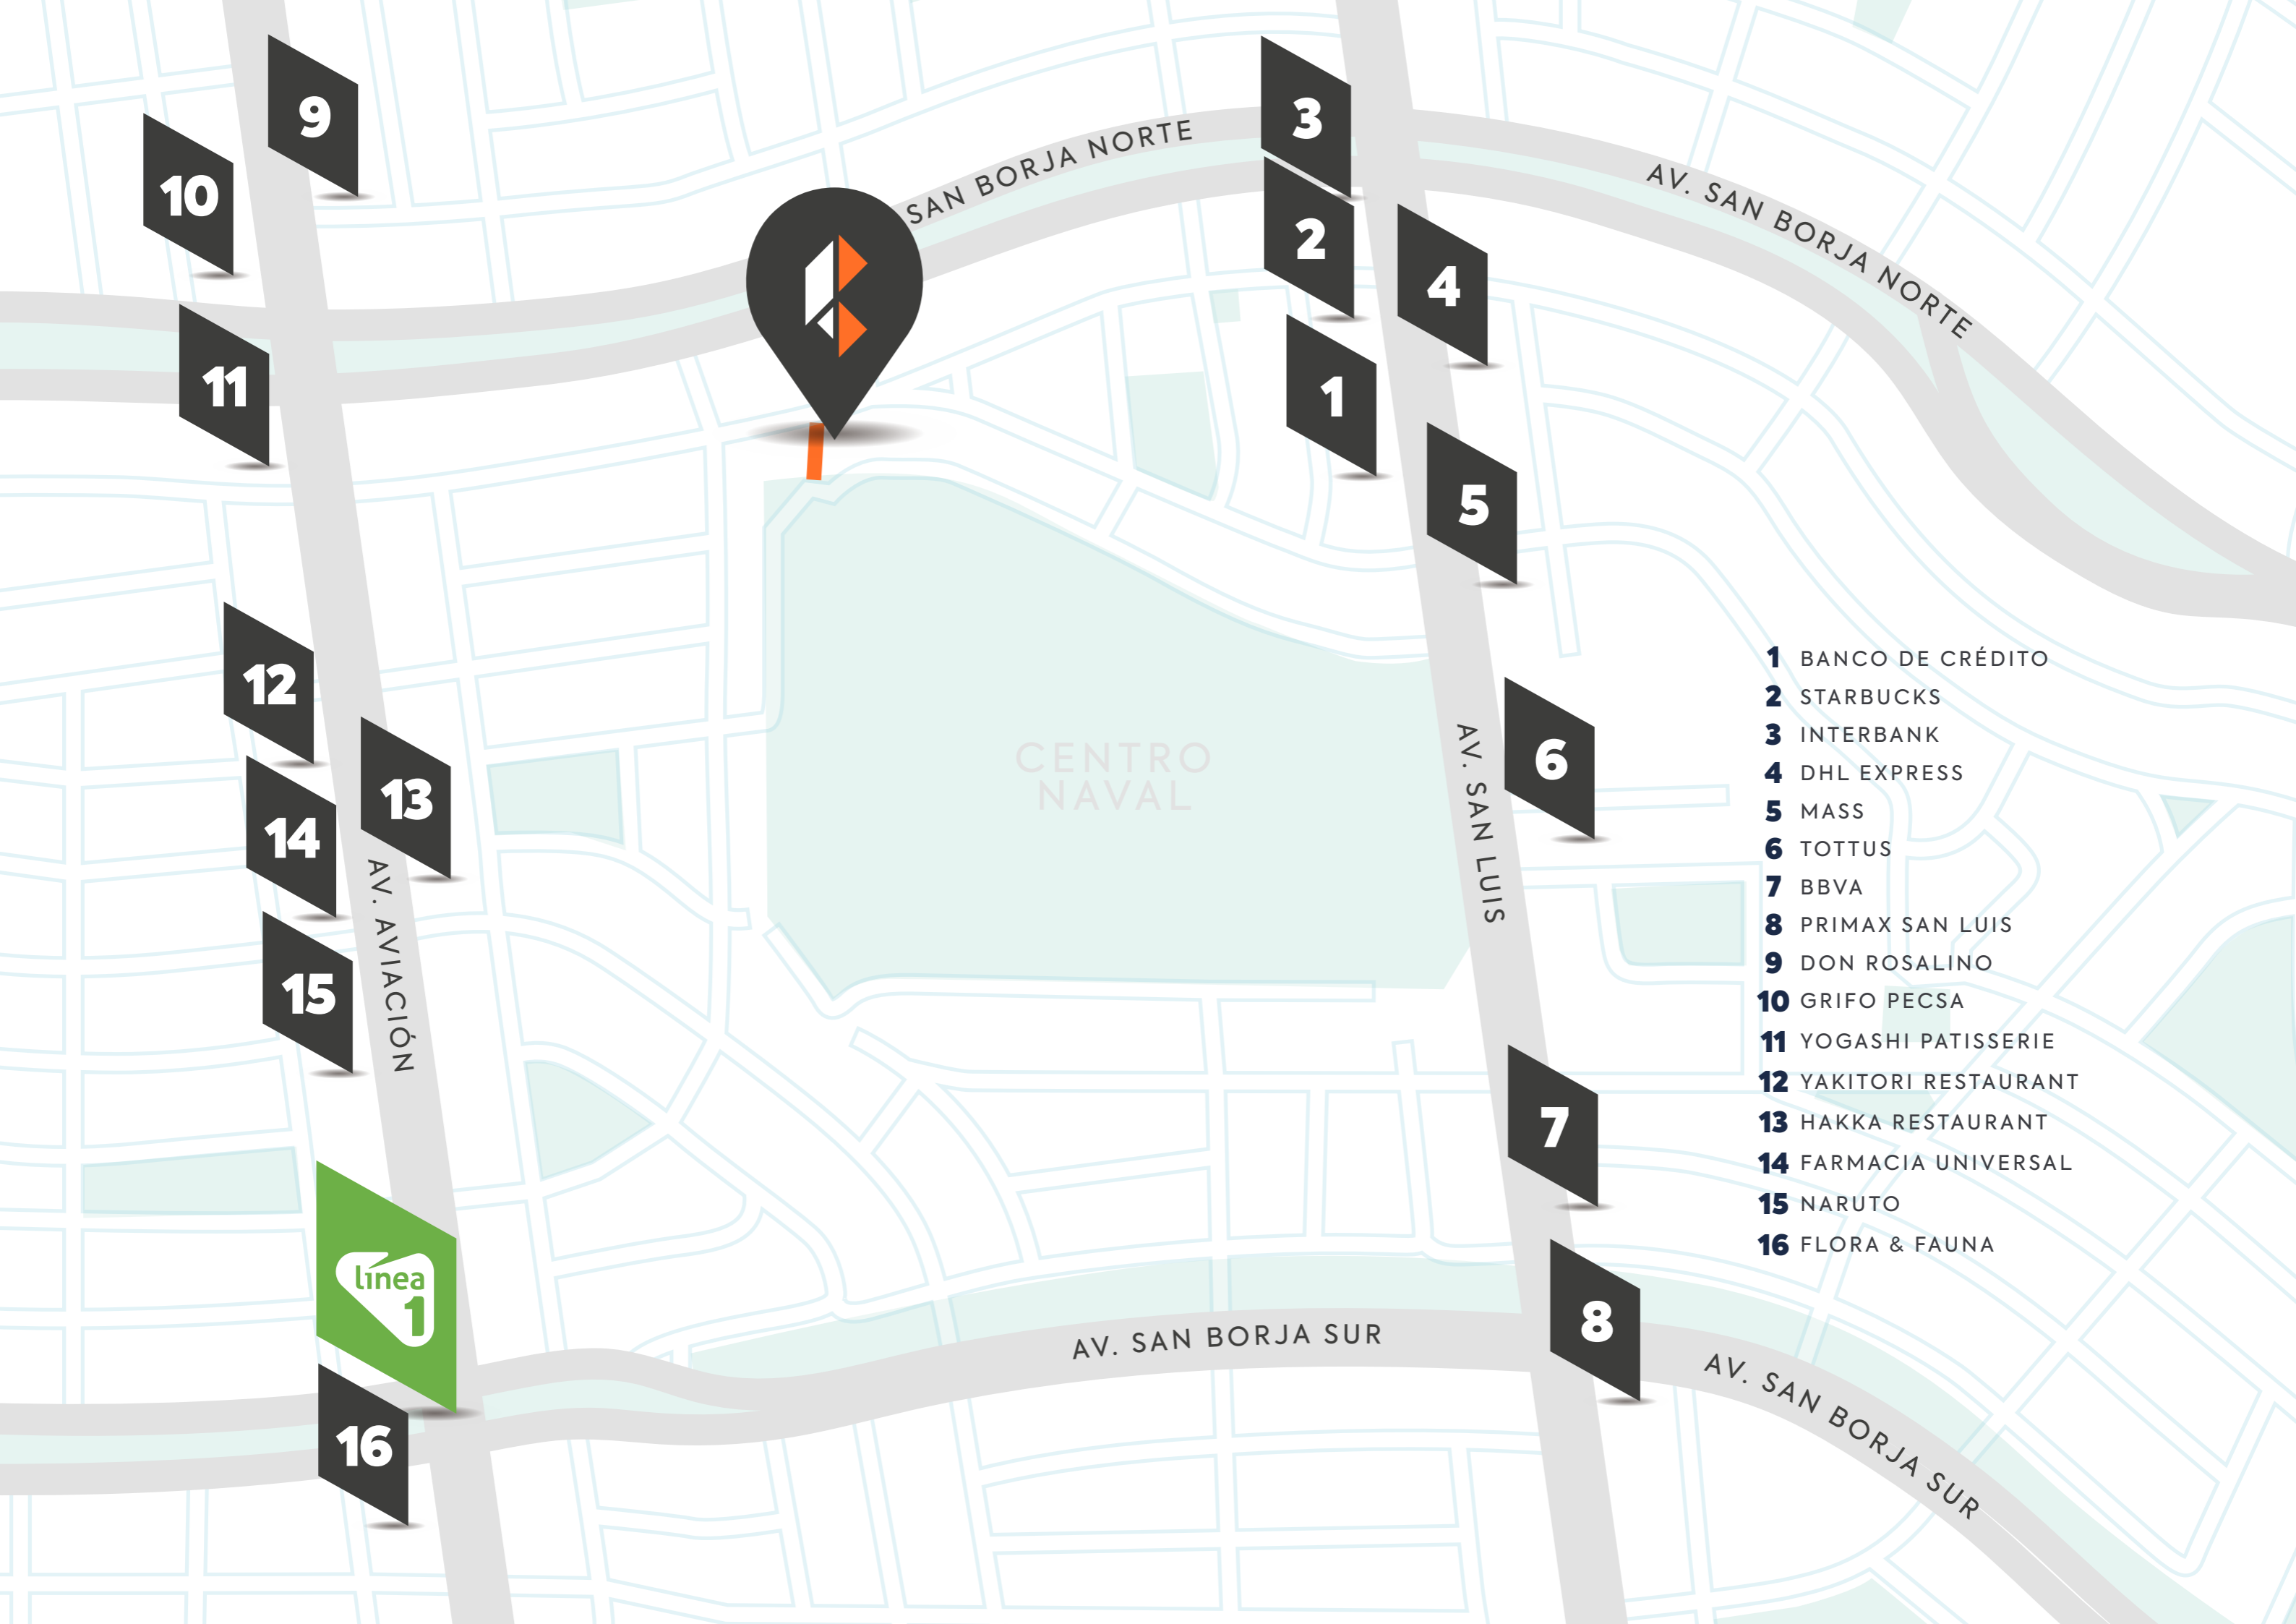 9
10
3
SAN BORJA NORTE
AV. SAN BORJA NORTE
2
4
11
1
5
12
13
6
CENTRO
NAVAL
AV. SAN LUIS
14
AV. AVIACIÓN
15
7
línea
1
8
AV. SAN BORJA SUR
AV. SAN BORJA SUR
16
1 BANCO DE CRÉDITO
2 STARBUCKS
3 INTERBANK
4 DHL EXPRESS
5 MASS
6 TOTTUS
7 BBVA
8 PRIMAX SAN LUIS
9 DON ROSALINO
10 GRIFO PECSA
11 YOGASHI PATISSERIE
12 YAKITORI RESTAURANT
13 HAKKA RESTAURANT
14 FARMACIA UNIVERSAL
15 NARUTO
16 FLORA & FAUNA